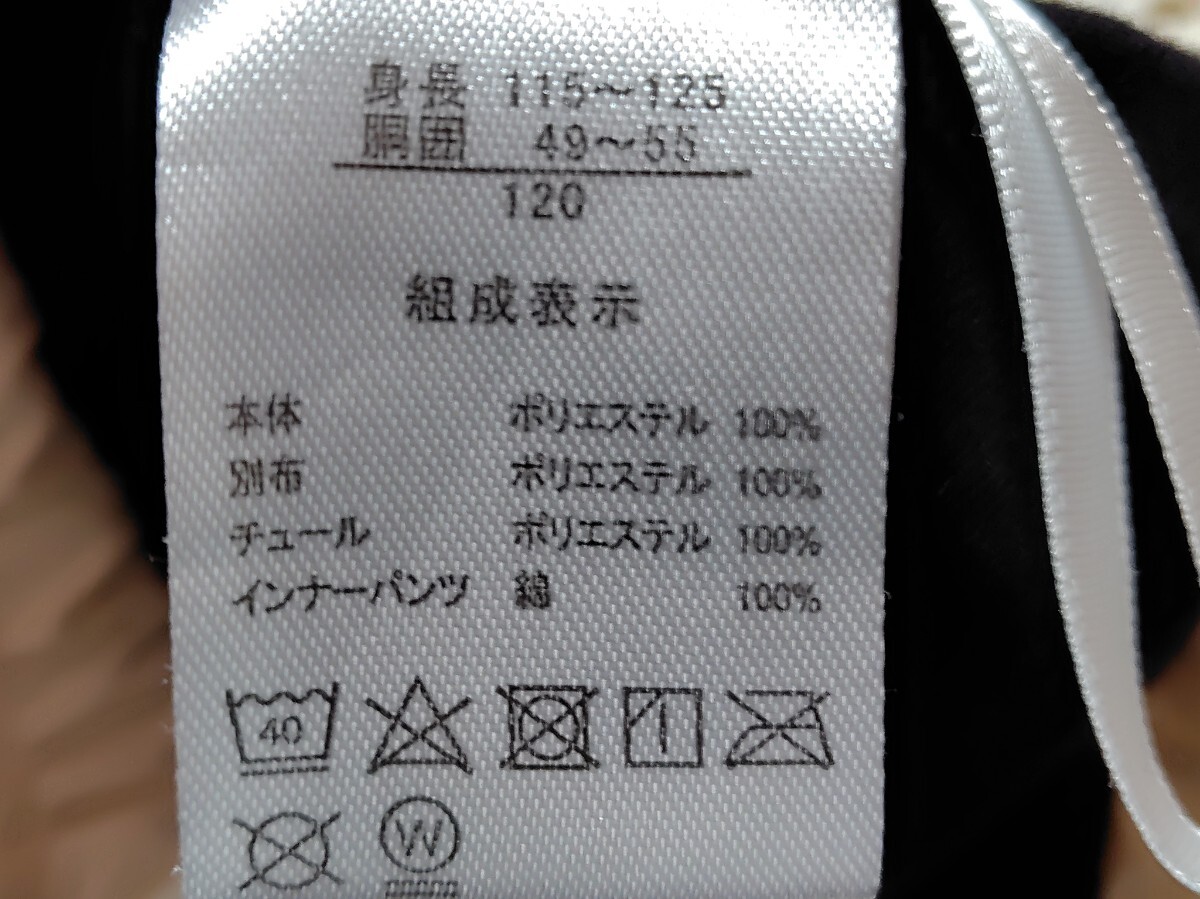 身長 115～125
胴囲 49～55
120
組成表示
本体 ポリエステル 100%
別布 ポリエステル 100%
チュール ポリエステル 100%
インナーパンツ 綿 100%
40
W